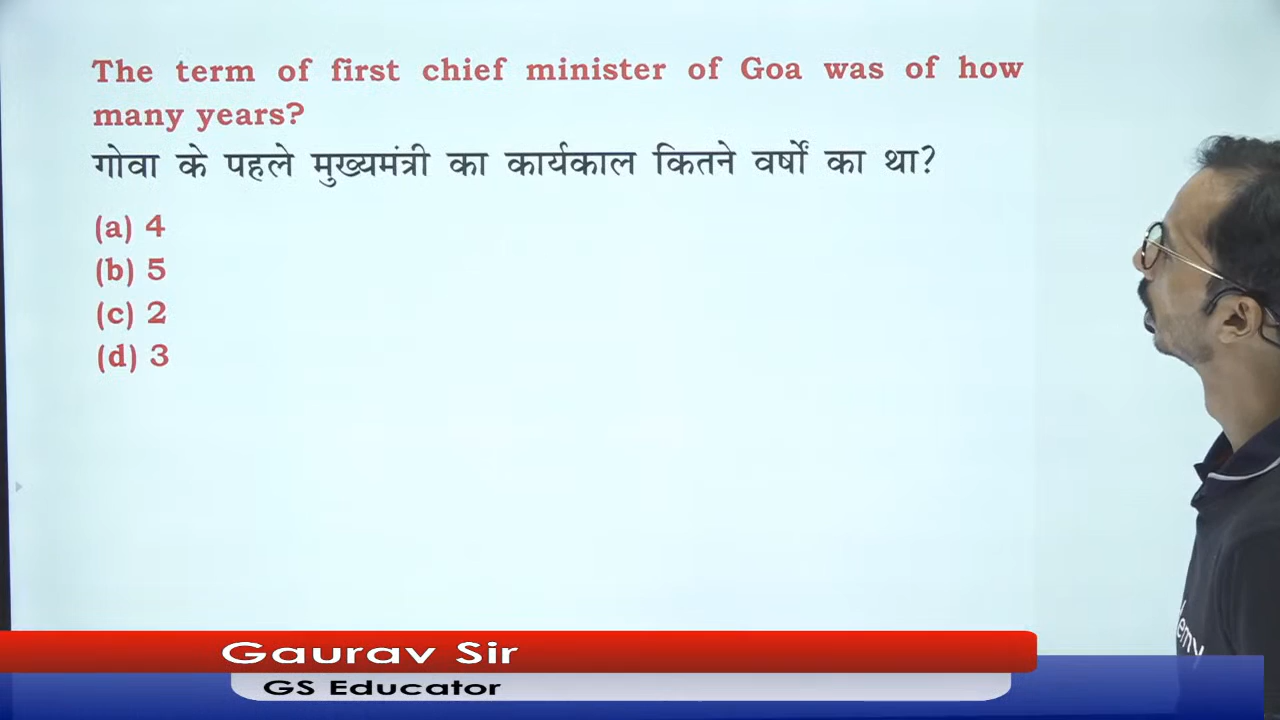 The term of first chief minister of Goa was of how
many years?
गोवा के पहले मुख्यमंत्री का कार्यकाल कितने वर्षों का था?
(a) 4
(b) 5
(c) 2
(d) 3
Gaurav Sir
GS Educator